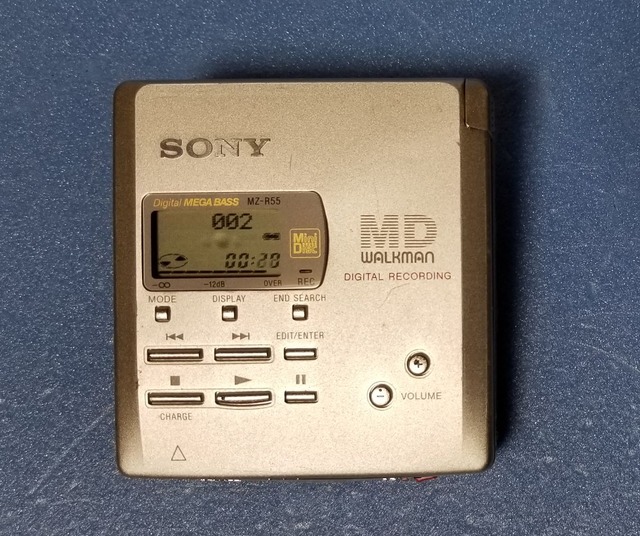 SONY
Digital MEGA BASS MZ-R55
002
00:28
-∞ -12dB OVER REC
MD
WALKMAN
DIGITAL RECORDING
MODE DISPLAY END SEARCH
EDIT/ENTER
VOLUME
CHARGE